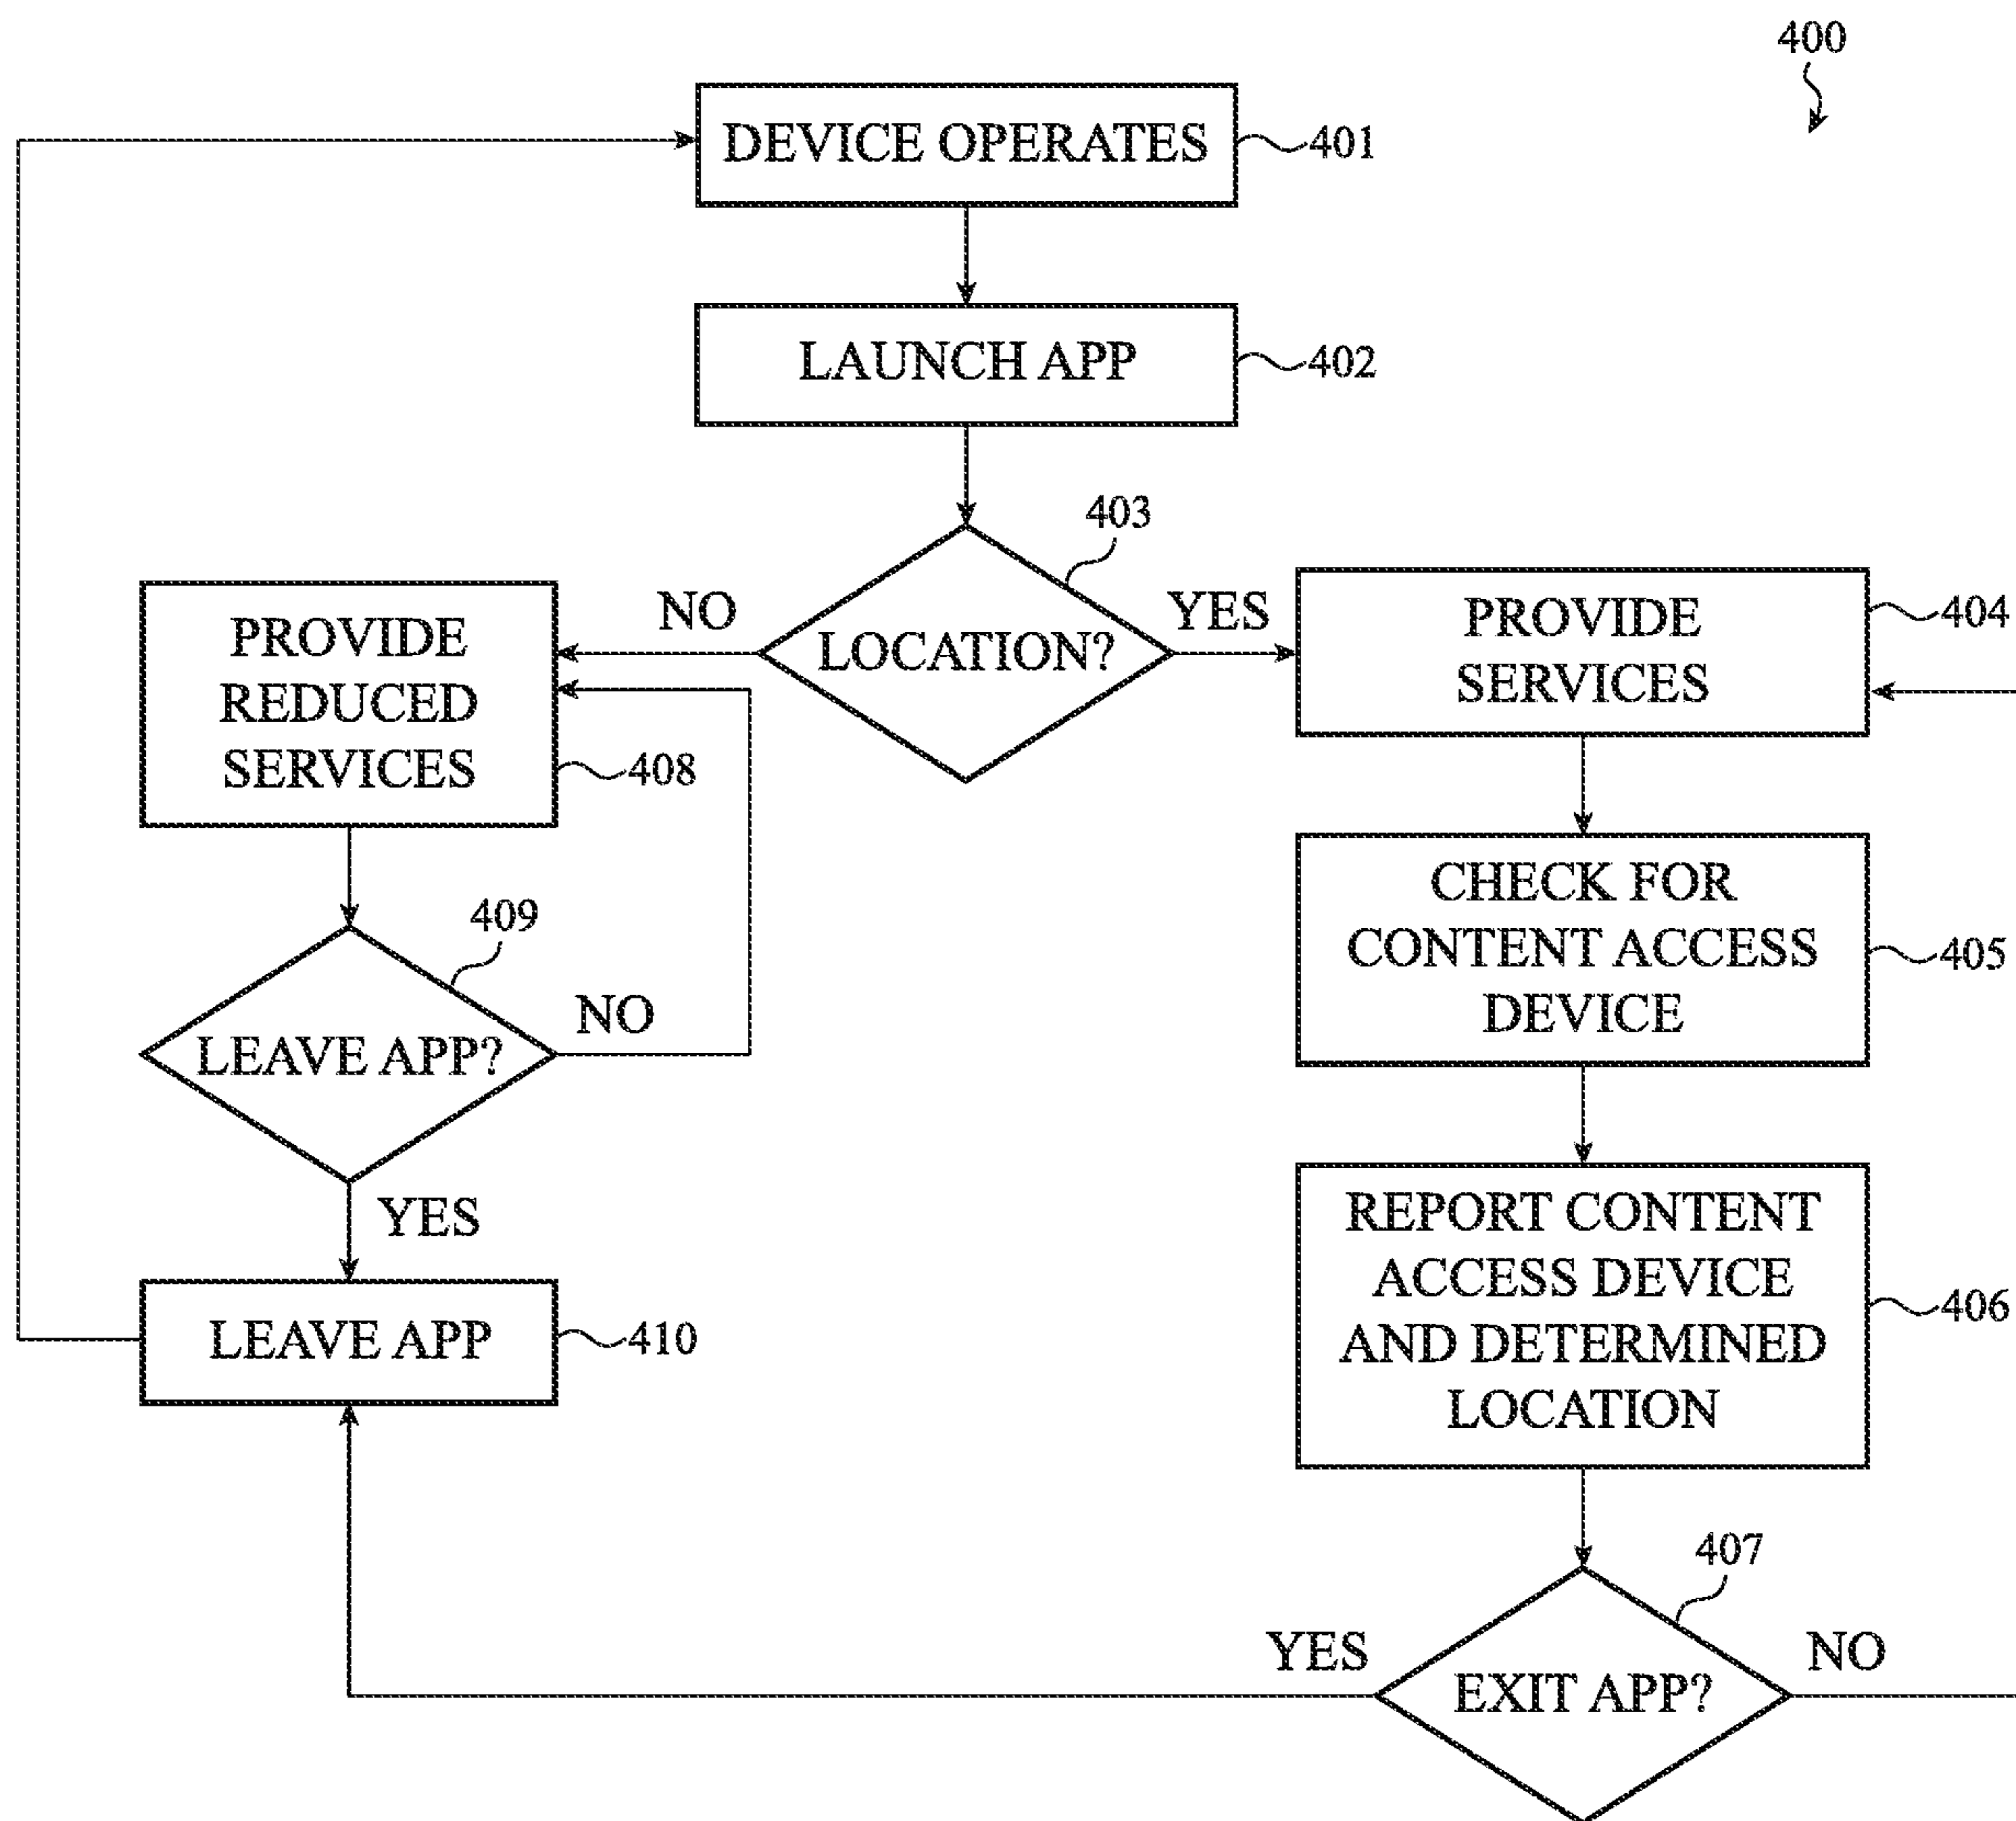 400
DEVICE OPERATES
401
LAUNCH APP
402
403
LOCATION?
NO
YES
PROVIDE
SERVICES
404
CHECK FOR
CONTENT ACCESS
DEVICE
405
REPORT CONTENT
ACCESS DEVICE
AND DETERMINED
LOCATION
406
407
EXIT APP?
YES
NO
PROVIDE
REDUCED
SERVICES
408
409
LEAVE APP?
NO
YES
LEAVE APP
410